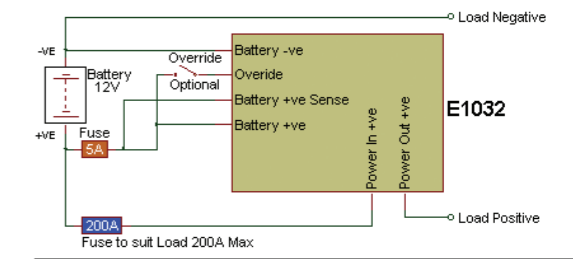 Load Negative
-VE
Override
Battery -ve
Battery
12V
Optional
Overide
Battery +ve Sense
+VE
Fuse
5A
Battery +ve
Power In +ve
Power Out +ve
E1032
200A
Fuse to suit Load 200A Max
Load Positive